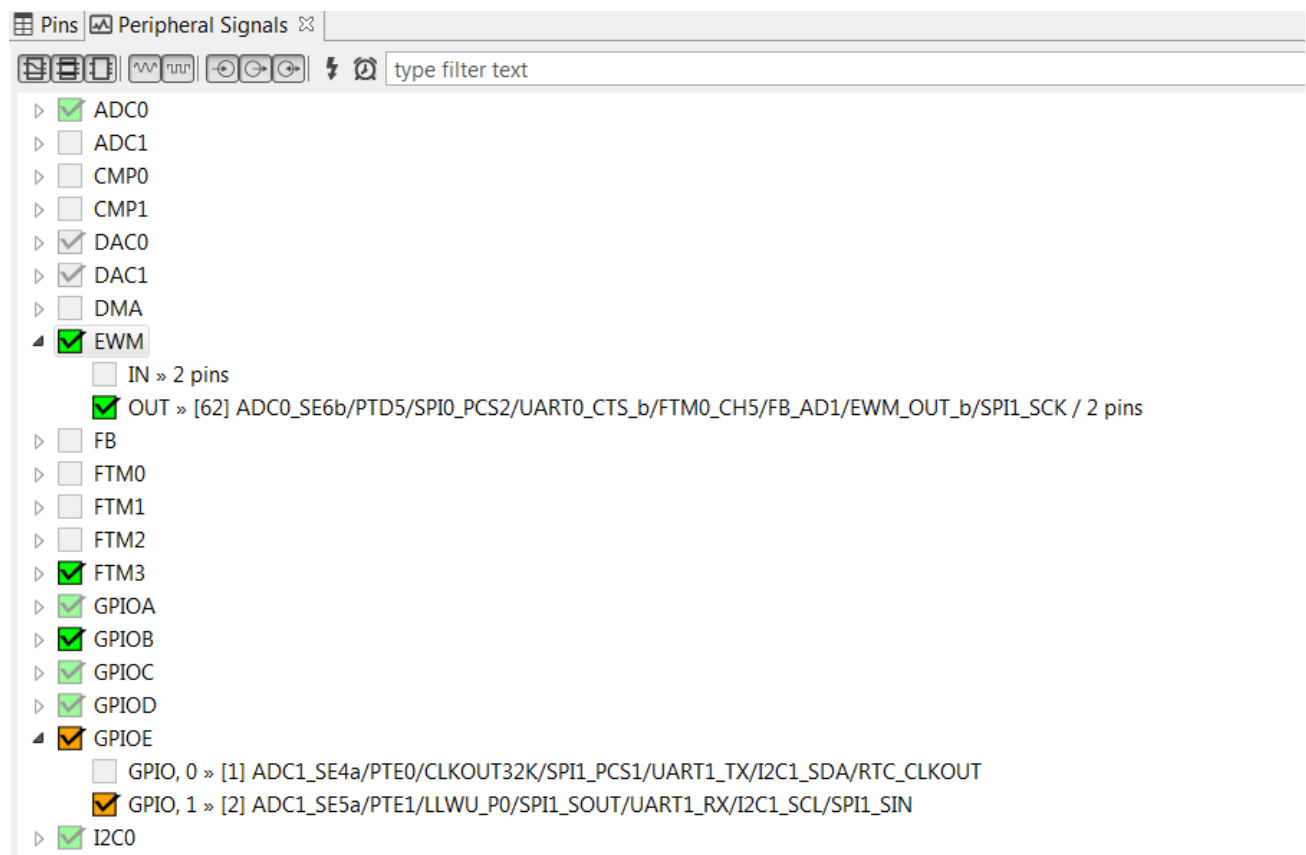 Pins Peripheral Signals
type filter text
ADC0
ADC1
CMP0
CMP1
DAC0
DAC1
DMA
EWM
IN » 2 pins
OUT » [62] ADC0_SE6b/PTD5/SPI0_PCS2/UART0_CTS_b/FTM0_CH5/FB_AD1/EWM_OUT_b/SPI1_SCK / 2 pins
FB
FTM0
FTM1
FTM2
FTM3
GPIOA
GPIOB
GPIOC
GPIOD
GPIOE
GPIO, 0 » [1] ADC1_SE4a/PTE0/CLKOUT32K/SPI1_PCS1/UART1_TX/I2C1_SDA/RTC_CLKOUT
GPIO, 1 » [2] ADC1_SE5a/PTE1/LLWU_P0/SPI1_SOUT/UART1_RX/I2C1_SCL/SPI1_SIN
I2C0